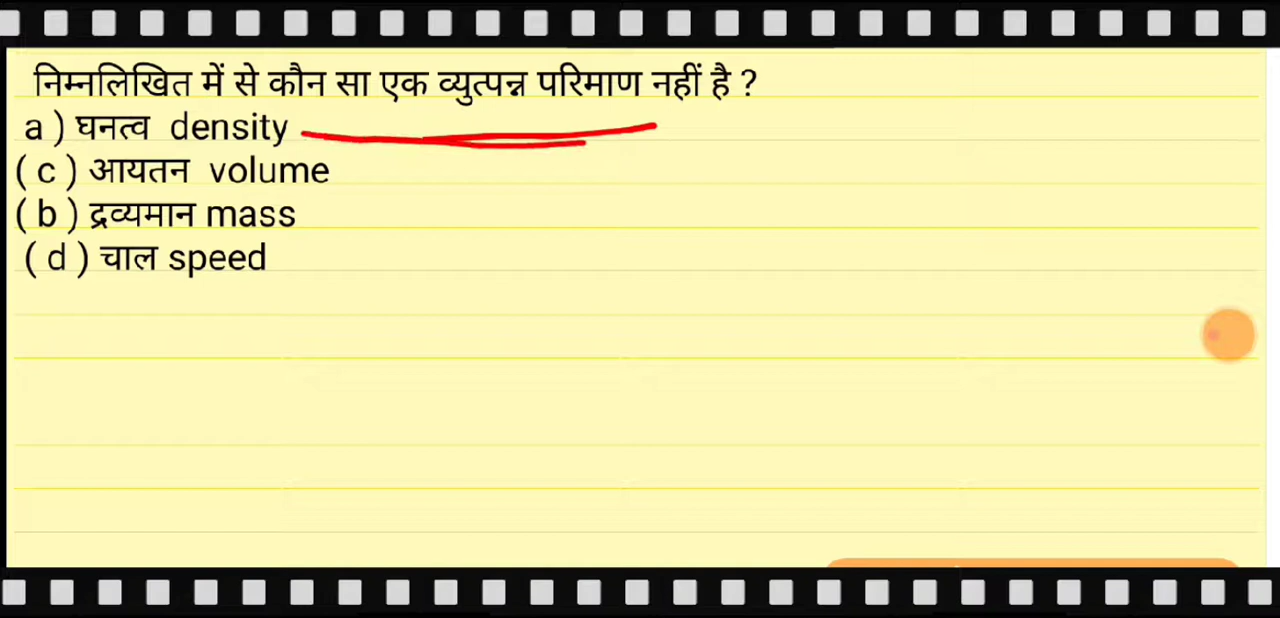 निम्नलिखित में से कौन सा एक व्युत्पन्न परिमाण नहीं है ?
a ) घनत्व density
( c ) आयतन volume
( b ) द्रव्यमान mass
( d ) चाल speed